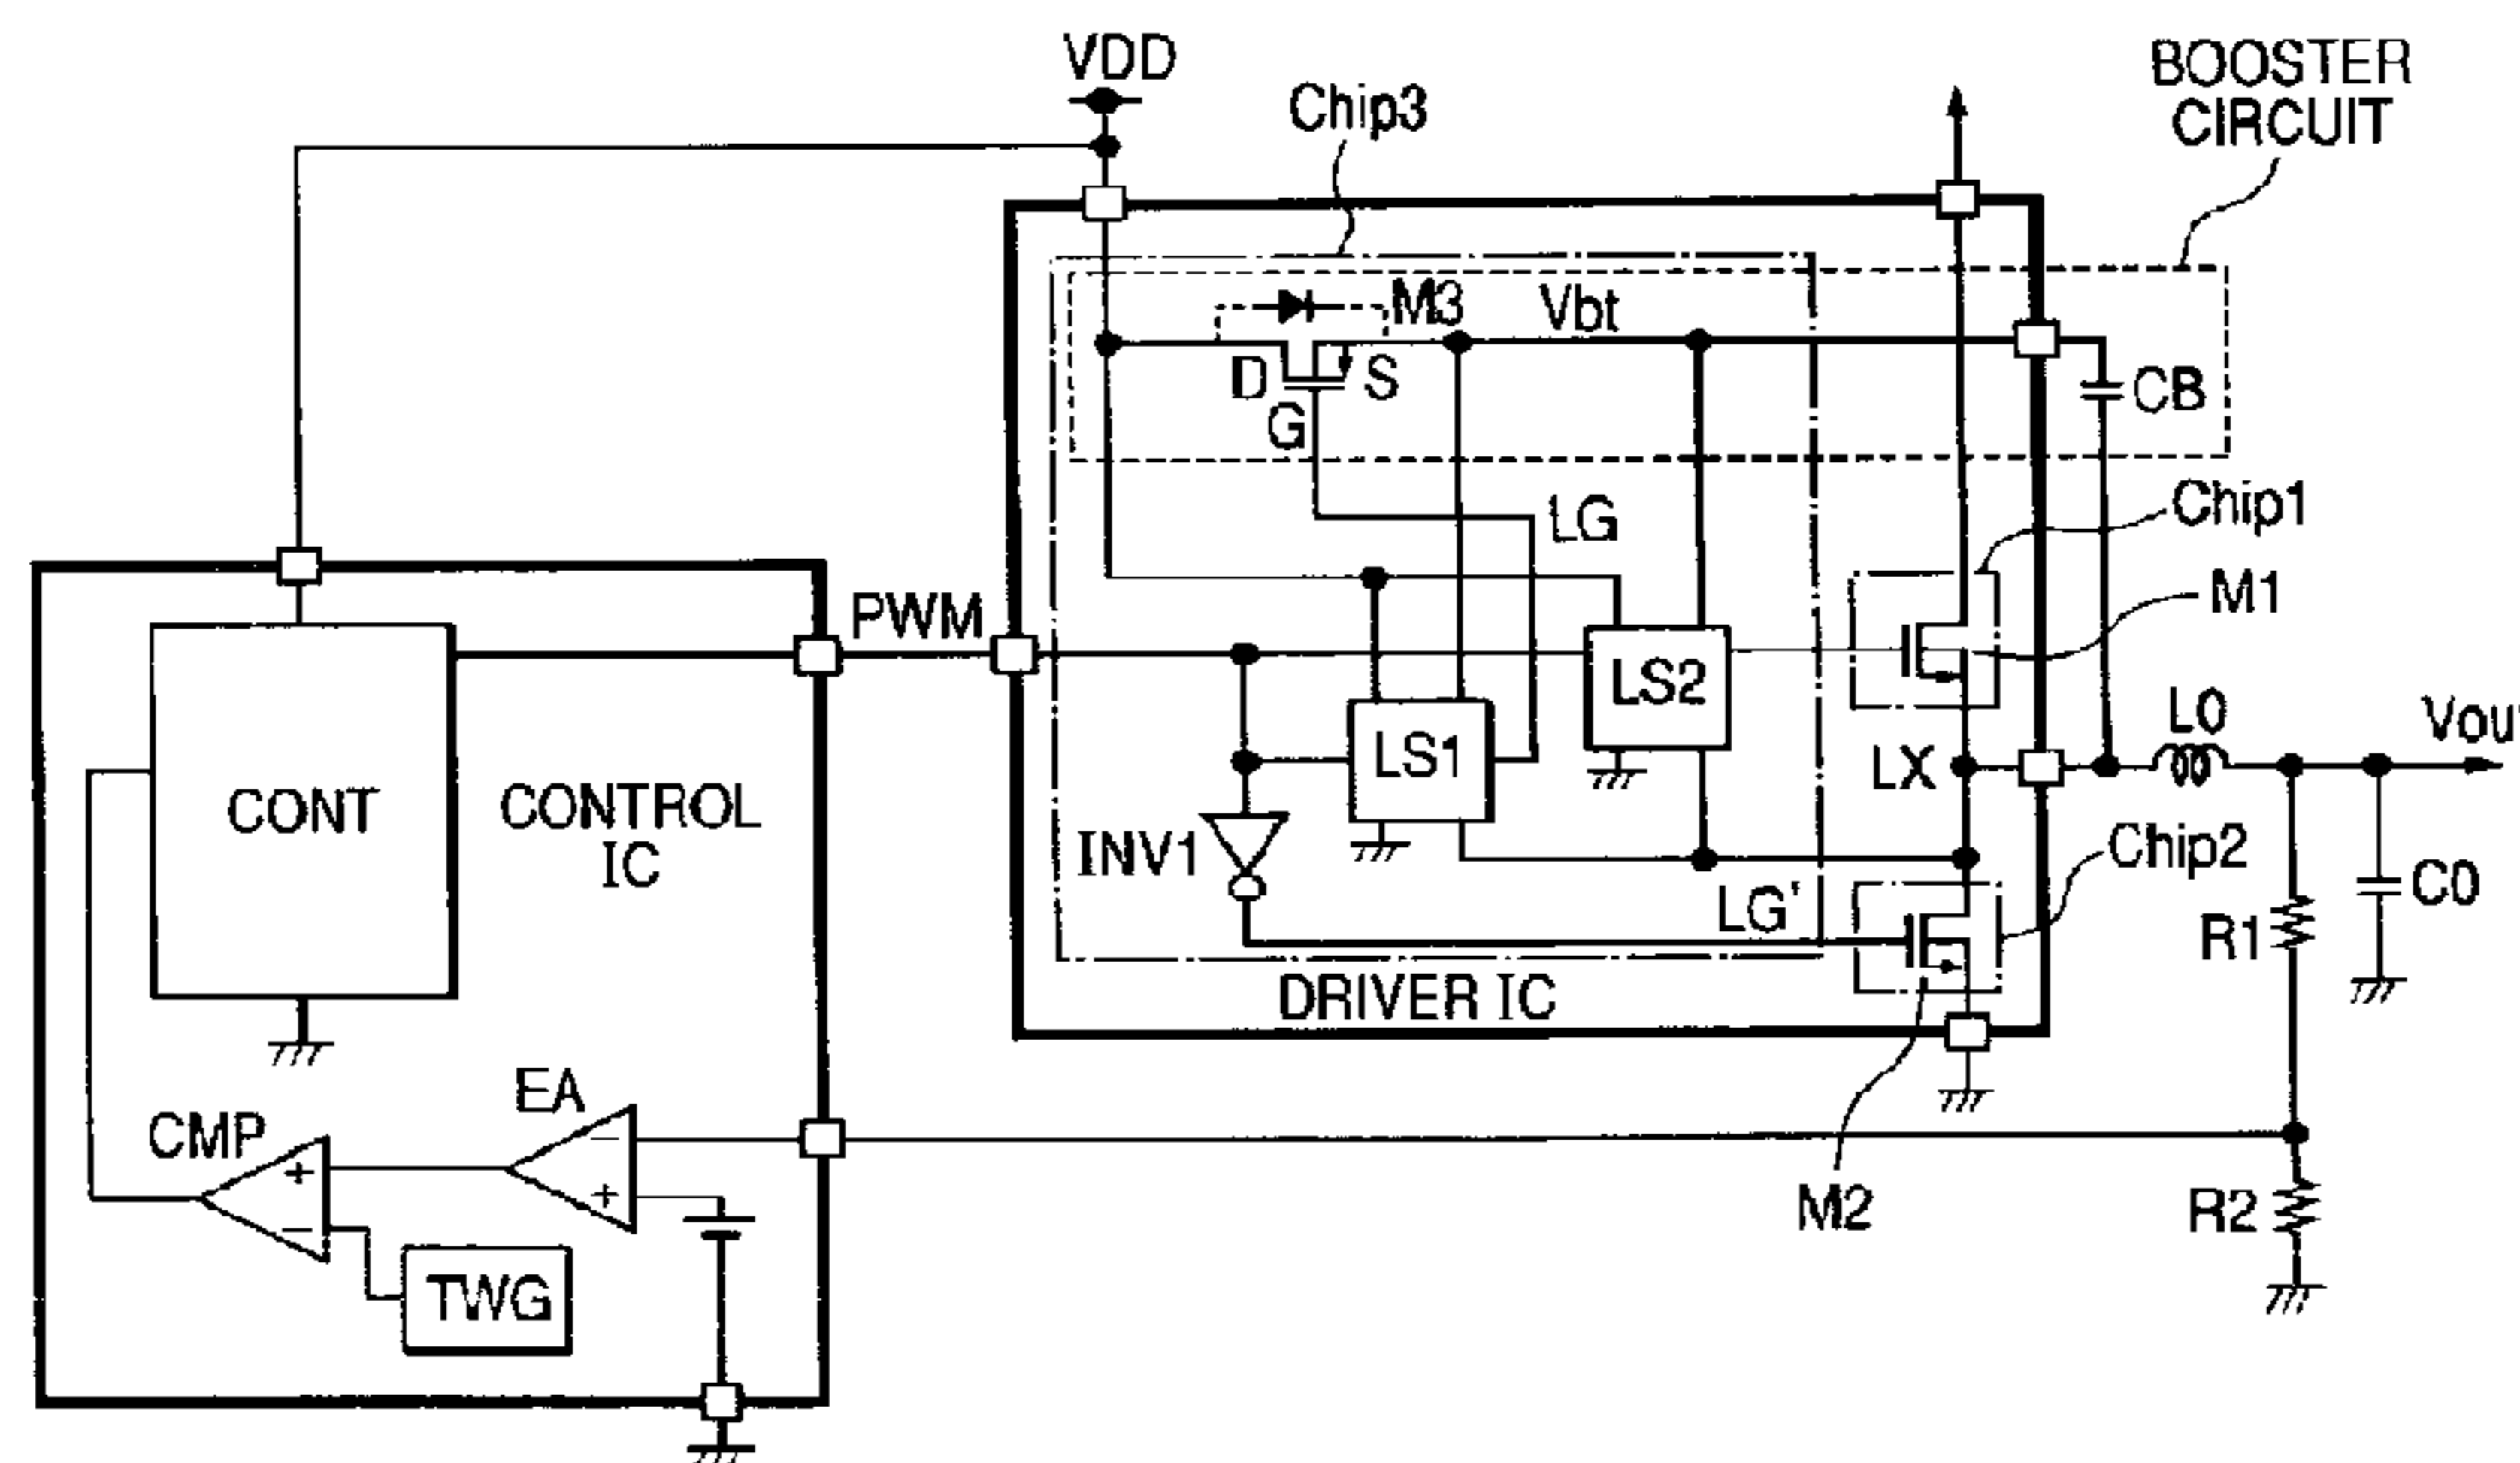 VDD
Chip3
BOOSTER
CIRCUIT
M3
Vbt
D
S
G
CB
LG
Chip1
M1
PWM
LS2
LS1
LX
L0
CONT
CONTROL
IC
INV1
LG'
Chip2
C0
R1
DRIVER IC
EA
CMP
−
+
+
−
M2
R2
TWG